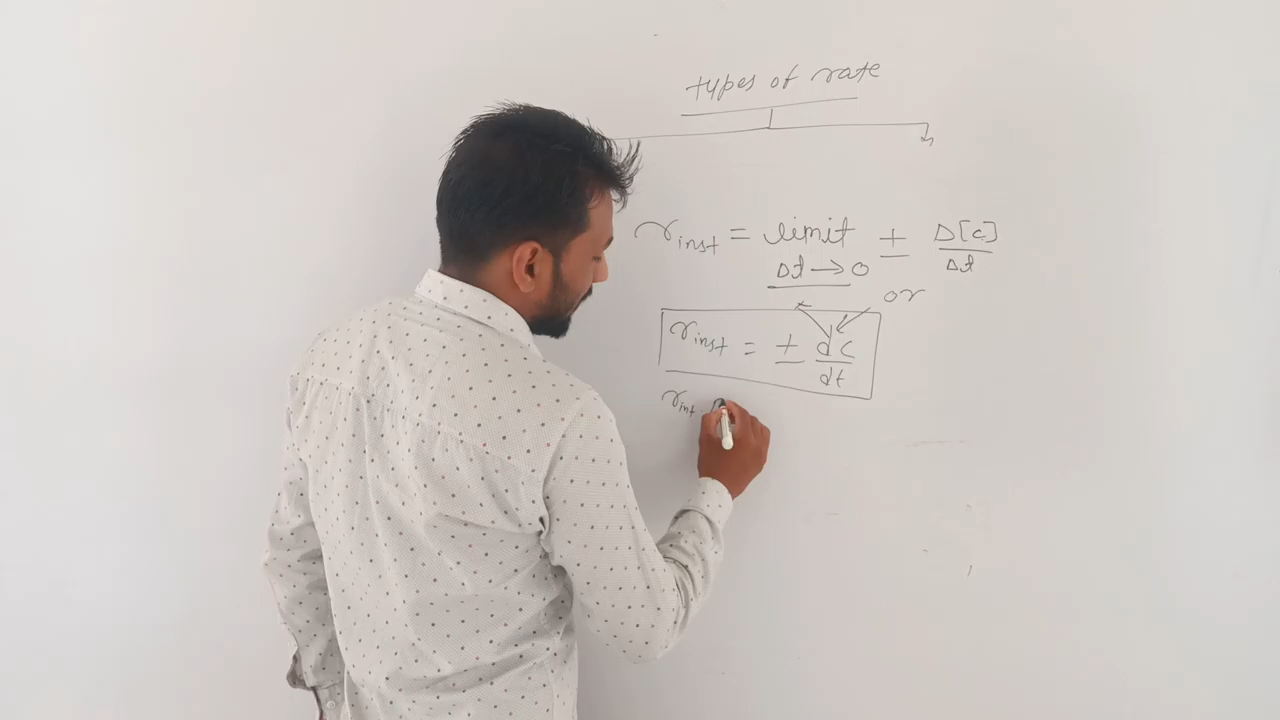 types of rate
r inst = limit ± Δ[c]/Δt
Δt → 0
or
r inst = ± dc/dt
r inst